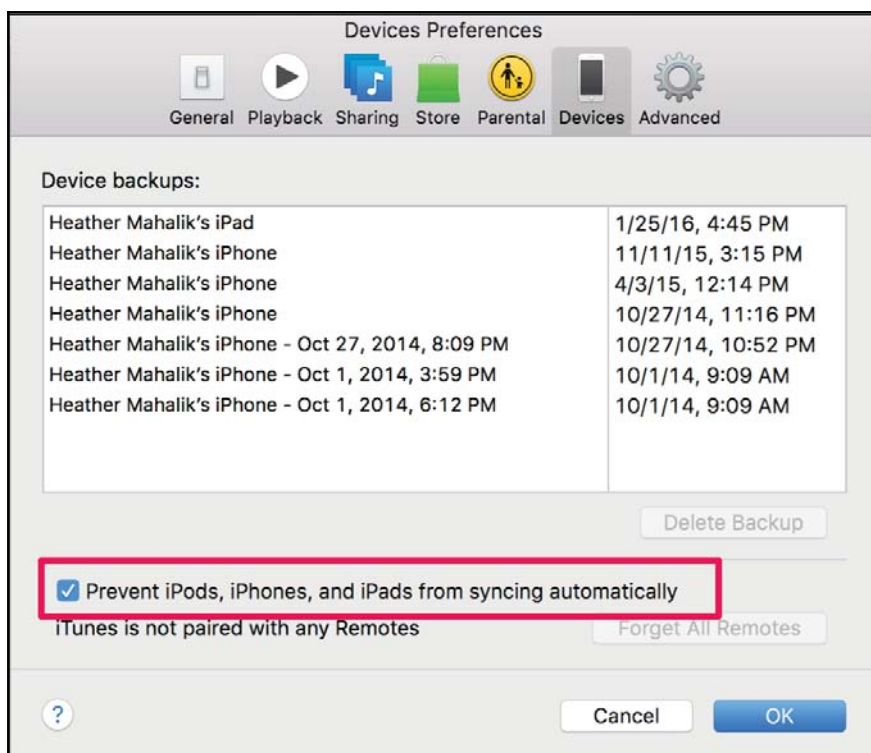 Devices Preferences
General Playback Sharing Store Parental Devices Advanced
Device backups:
Heather Mahalik's iPad 1/25/16, 4:45 PM
Heather Mahalik's iPhone 11/11/15, 3:15 PM
Heather Mahalik's iPhone 4/3/15, 12:14 PM
Heather Mahalik's iPhone 10/27/14, 11:16 PM
Heather Mahalik's iPhone - Oct 27, 2014, 8:09 PM 10/27/14, 10:52 PM
Heather Mahalik's iPhone - Oct 1, 2014, 3:59 PM 10/1/14, 9:09 AM
Heather Mahalik's iPhone - Oct 1, 2014, 6:12 PM 10/1/14, 9:09 AM
Delete Backup
Prevent iPods, iPhones, and iPads from syncing automatically
iTunes is not paired with any Remotes Forget All Remotes
? Cancel OK